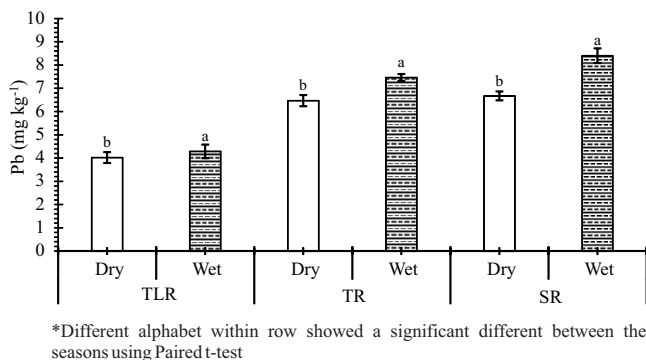 10
9
8
7
6
5
4
3
2
1
0
Pb (mg kg⁻¹)
b
a
b
a
b
a
Dry
Wet
Dry
Wet
Dry
Wet
TLR
TR
SR
*Different alphabet within row showed a significant different between the
seasons using Paired t-test